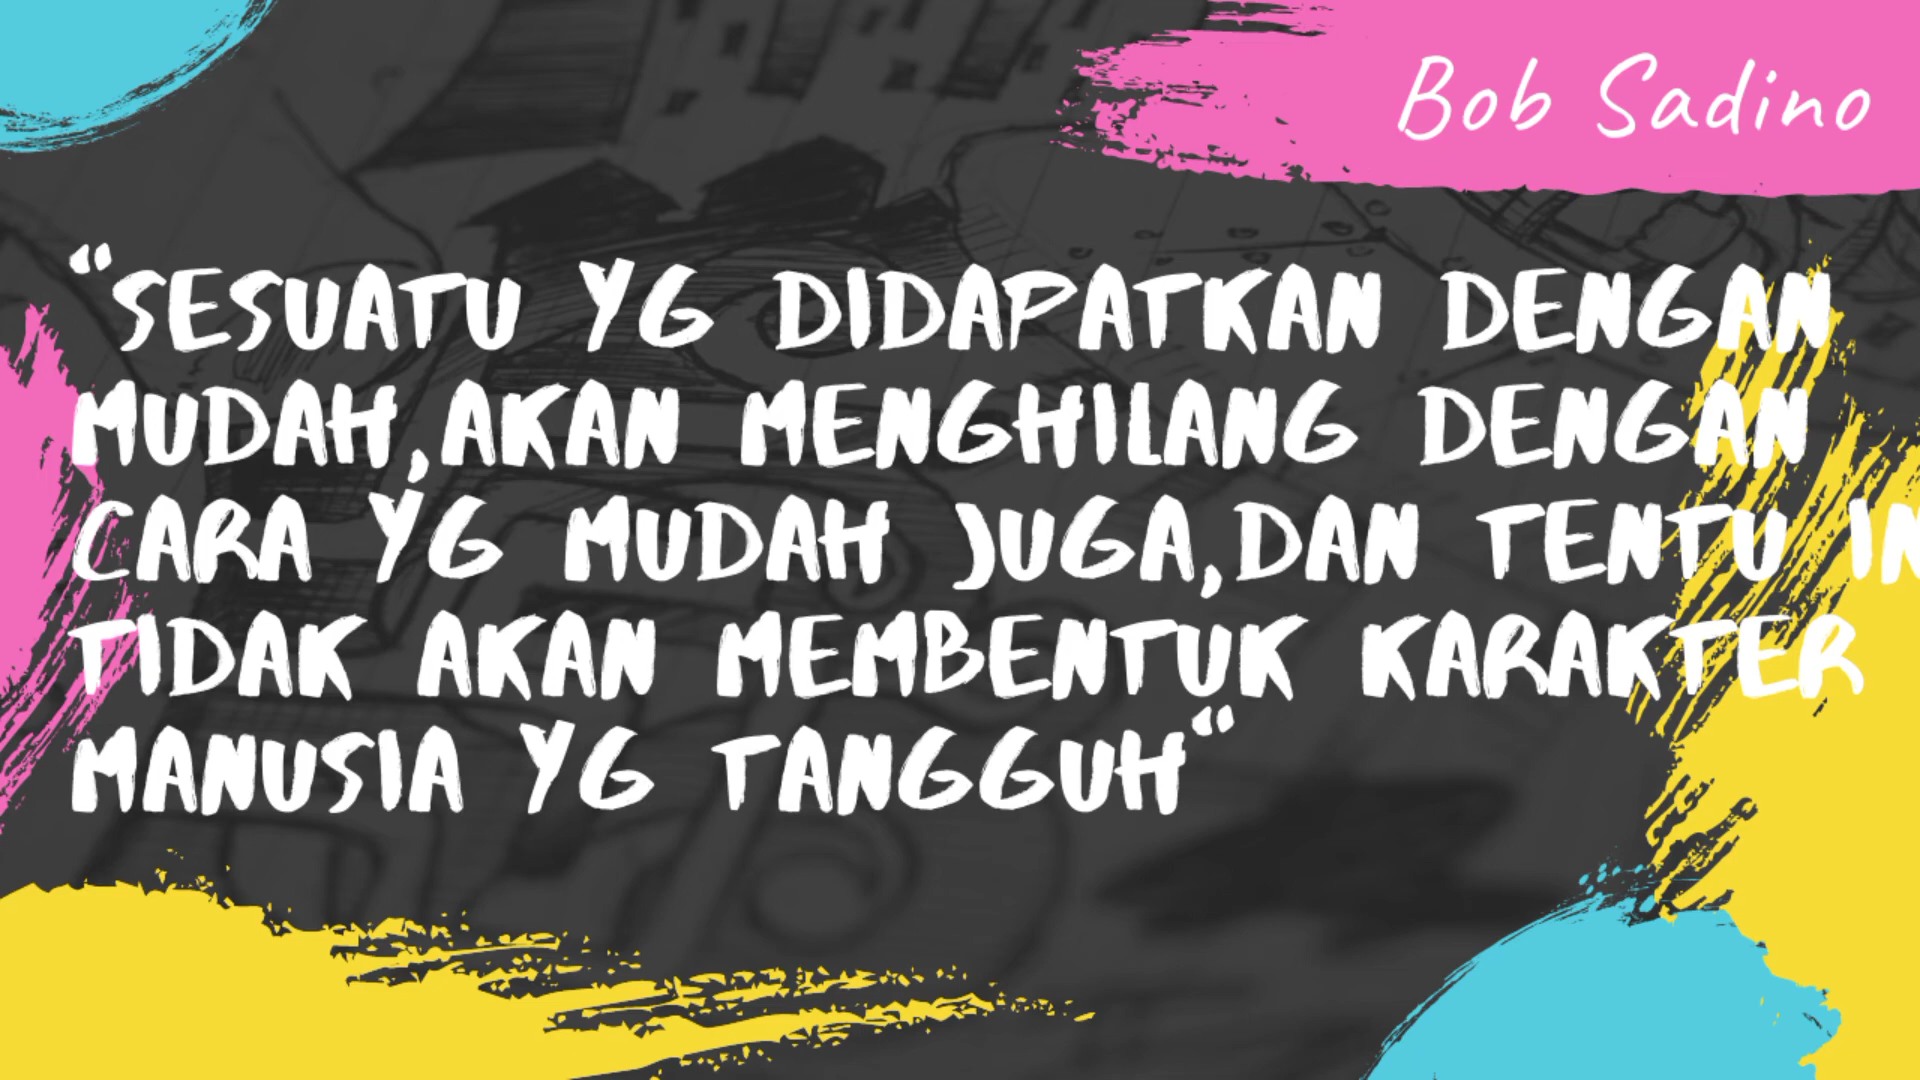 Bob Sadino
“SESUATU YG DIDAPATKAN DENGAN
MUDAH,AKAN MENGHILANG DENGAN
CARA YG MUDAH JUGA,DAN TENTU
TIDAK AKAN MEMBENTUK KARAKTER
MANUSIA YG TANGGUH“